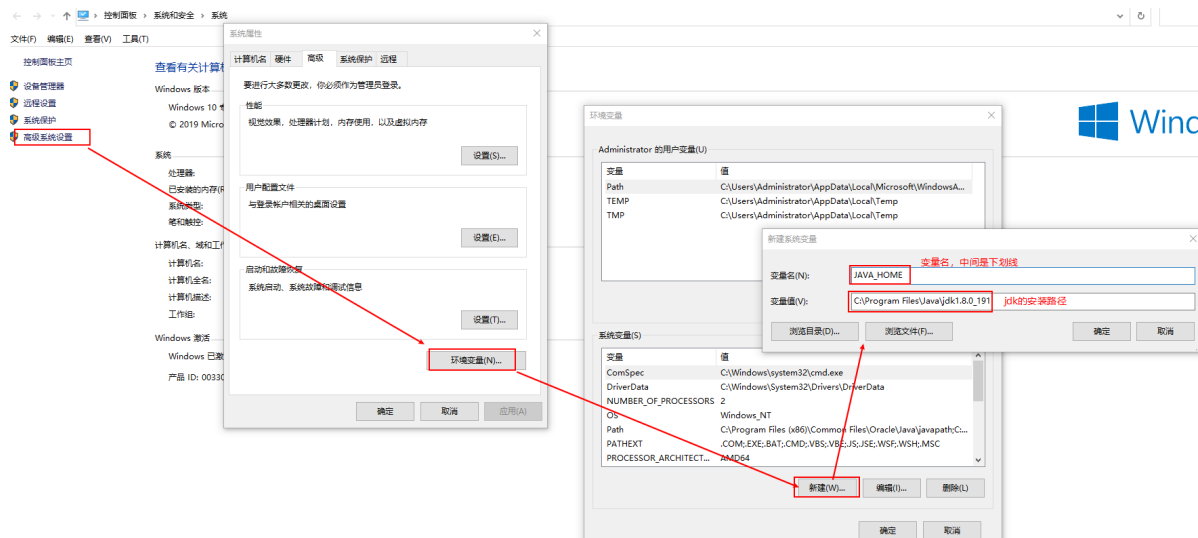 控制面板 › 系统和安全 › 系统
文件(F) 编辑(E) 查看(V) 工具(T)
控制面板主页
设备管理器
远程设置
系统保护
高级系统设置
查看有关计算机
Windows 版本
Windows 10
© 2019 Micro
系统
处理器:
已安装的内存(R
系统类型:
笔和触控:
计算机名、域和工作
计算机名:
计算机全名:
计算机描述:
工作组:
Windows 激活
Windows 已激
产品 ID: 00330
系统属性
计算机名 硬件 高级 系统保护 远程
要进行大多数更改，你必须作为管理员登录。
性能
视觉效果，处理器计划，内存使用，以及虚拟内存
设置(S)...
用户配置文件
与登录帐户相关的桌面设置
设置(E)...
启动和故障恢复
系统启动、系统故障和调试信息
设置(T)...
环境变量(N)...
确定 取消 应用(A)
环境变量
Administrator 的用户变量(U)
变量 值
Path C:\Users\Administrator\AppData\Local\Microsoft\WindowsA...
TEMP C:\Users\Administrator\AppData\Local\Temp
TMP C:\Users\Administrator\AppData\Local\Temp
新建系统变量
变量名，中间是下划线
变量名(N): JAVA_HOME
变量值(V): C:\Program Files\Java\jdk1.8.0_191 jdk的安装路径
浏览目录(D)... 浏览文件(F)... 确定 取消
系统变量(S)
变量 值
ComSpec C:\Windows\system32\cmd.exe
DriverData C:\Windows\System32\Drivers\DriverData
NUMBER_OF_PROCESSORS 2
OS Windows_NT
Path C:\Program Files (x86)\Common Files\Oracle\Java\javapath;C:...
PATHEXT .COM;.EXE;.BAT;.CMD;.VBS;.VBE;.JS;.JSE;.WSF;.WSH;.MSC
PROCESSOR_ARCHITECT... AMD64
新建(W)... 编辑(I)... 删除(L)
确定 取消
Wind